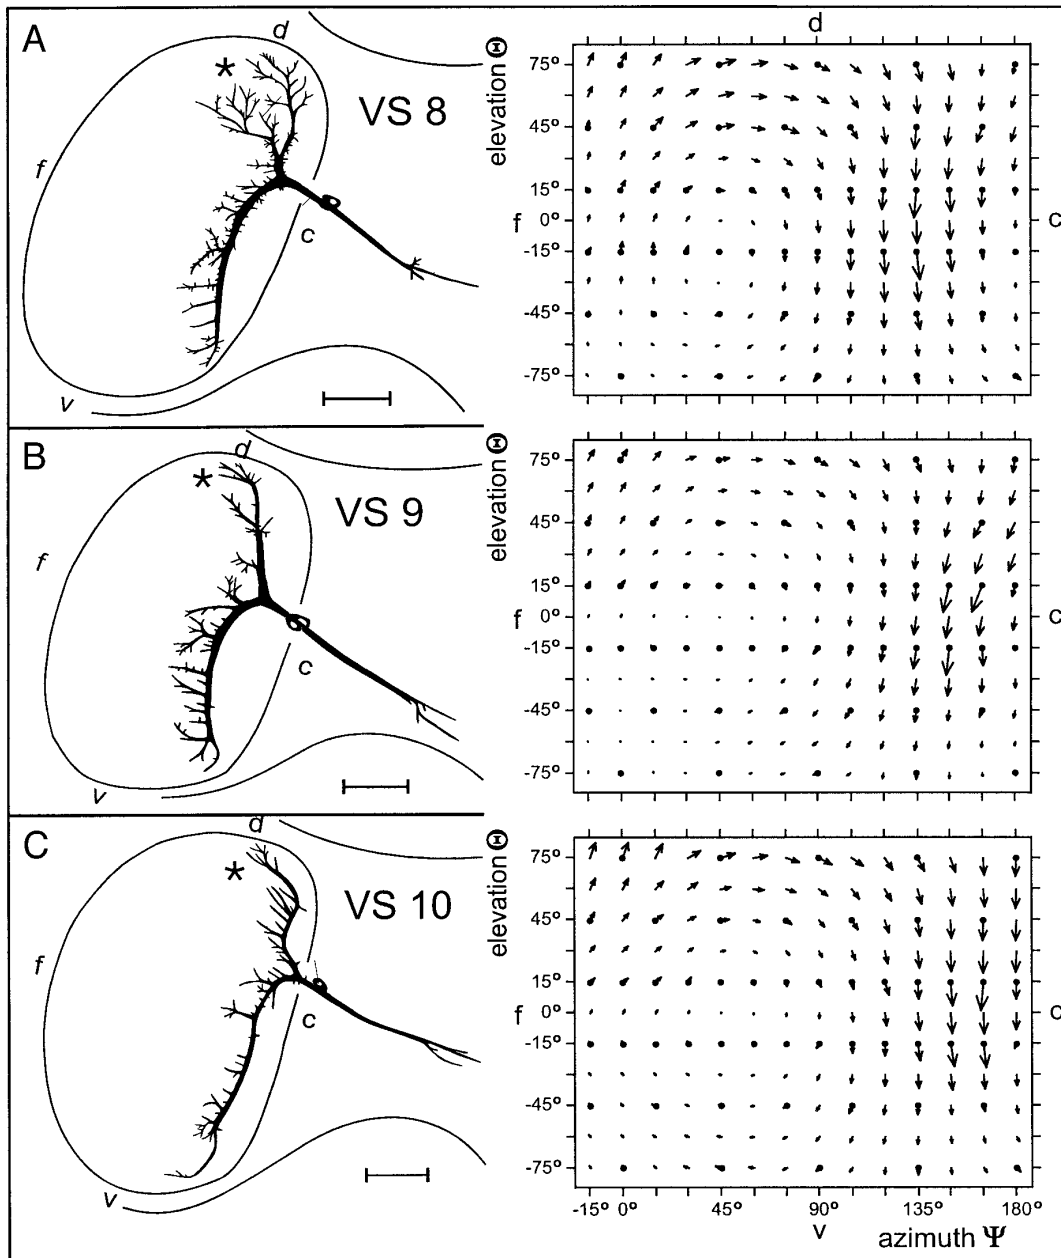 A
d
*
VS 8
f
c
v
d
elevation Θ
75°
45°
15°
f 0° c
-15°
-45°
-75°
B
d
*
VS 9
f
c
v
elevation Θ
75°
45°
15°
f 0° c
-15°
-45°
-75°
C
d
*
VS 10
f
c
v
elevation Θ
75°
45°
15°
f 0° c
-15°
-45°
-75°
-15° 0° 45° 90° 135° 180°
v azimuth Ψ